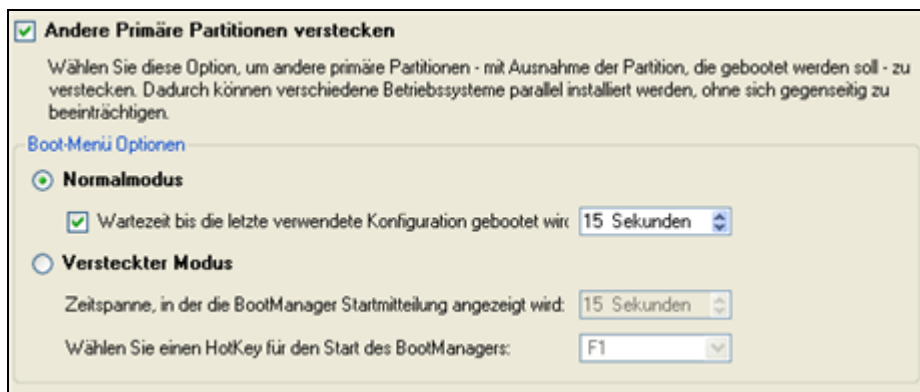 Andere Primäre Partitionen verstecken
Wählen Sie diese Option, um andere primäre Partitionen - mit Ausnahme der Partition, die gebootet werden soll - zu
verstecken. Dadurch können verschiedene Betriebssysteme parallel installiert werden, ohne sich gegenseitig zu
beeinträchtigen.
Boot-Menü Optionen
Normalmodus
Wartezeit bis die letzte verwendete Konfiguration gebootet wir 15 Sekunden
Versteckter Modus
Zeitspanne, in der die BootManager Startmitteilung angezeigt wird: 15 Sekunden
Wählen Sie einen HotKey für den Start des BootManagers: F1